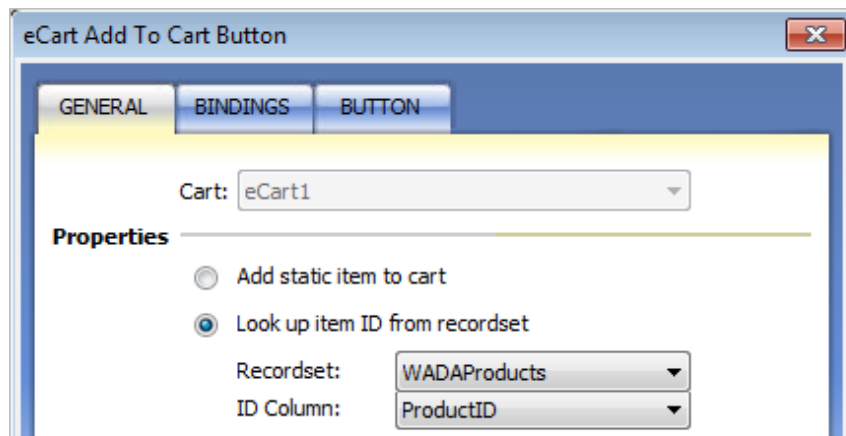 eCart Add To Cart Button
GENERAL BINDINGS BUTTON
Cart: eCart1
Properties
Add static item to cart
Look up item ID from recordset
Recordset: WADAProducts
ID Column: ProductID